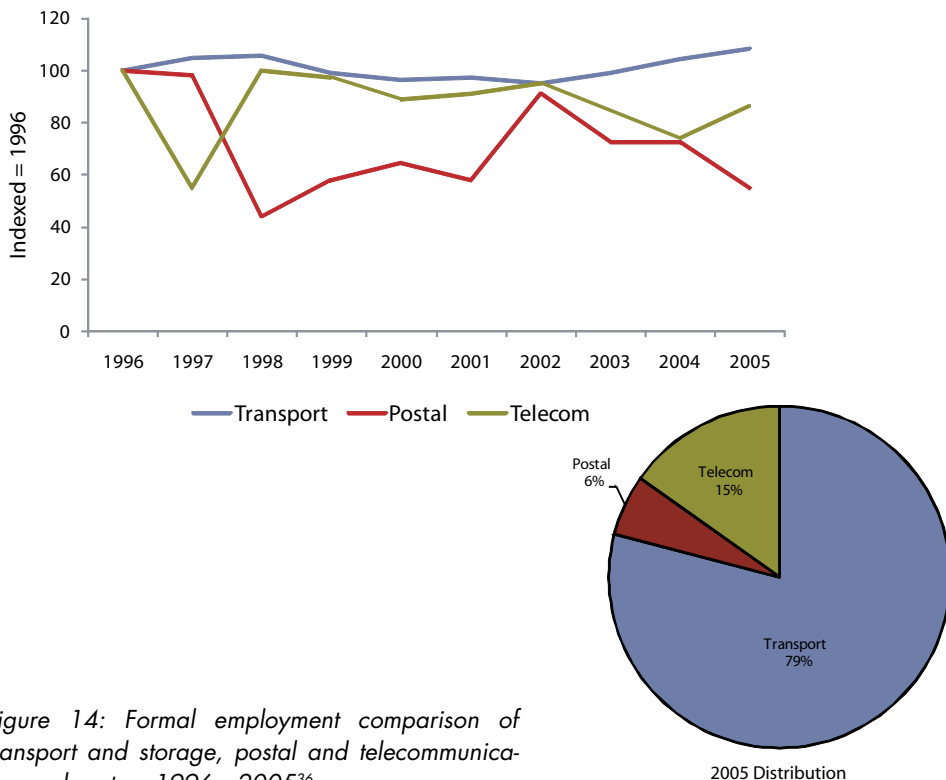 120
100
80
60
40
20
0
Indexed = 1996
1996 1997 1998 1999 2000 2001 2002 2003 2004 2005
Transport Postal Telecom
Postal
6%
Telecom
15%
Transport
79%
2005 Distribution
igure 14: Formal employment comparison of
ansport and storage, postal and telecommunica-
1996 2005³⁶